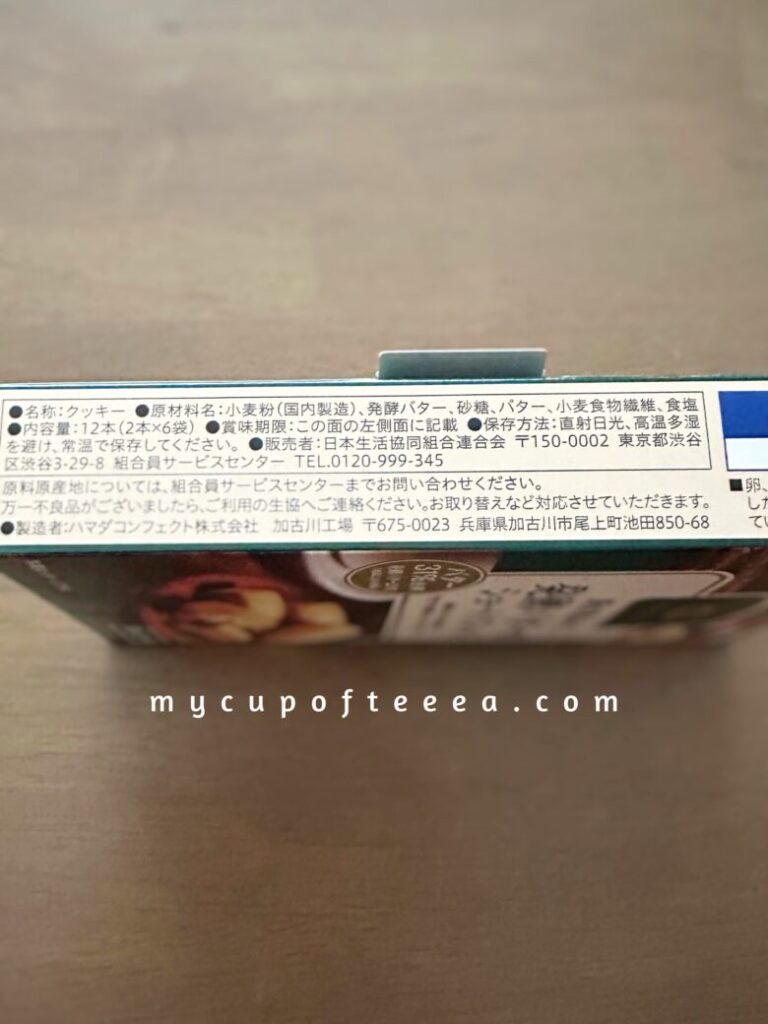 ●名称:クッキー ●原材料名:小麦粉(国内製造)、発酵バター、砂糖、バター、小麦食物繊維、食塩
●内容量:12本(2本×6袋) ●賞味期限:この面の左側面に記載 ●保存方法:直射日光、高温多湿
を避け、常温で保存してください。 ●販売者:日本生活協同組合連合会 〒150-0002 東京都渋谷
区渋谷3-29-8 組合員サービスセンター TEL.0120-999-345
原料原産地については、組合員サービスセンターまでお問い合わせください。
万一不良品がございましたら、ご利用の生協へご連絡ください。お取り替えなど対応させていただきます。
●製造者:ハマダコンフェクト株式会社 加古川工場 〒675-0023 兵庫県加古川市尾上町池田850-68
■卵、
した
てい
バター
発酵
mycupofteeea.com